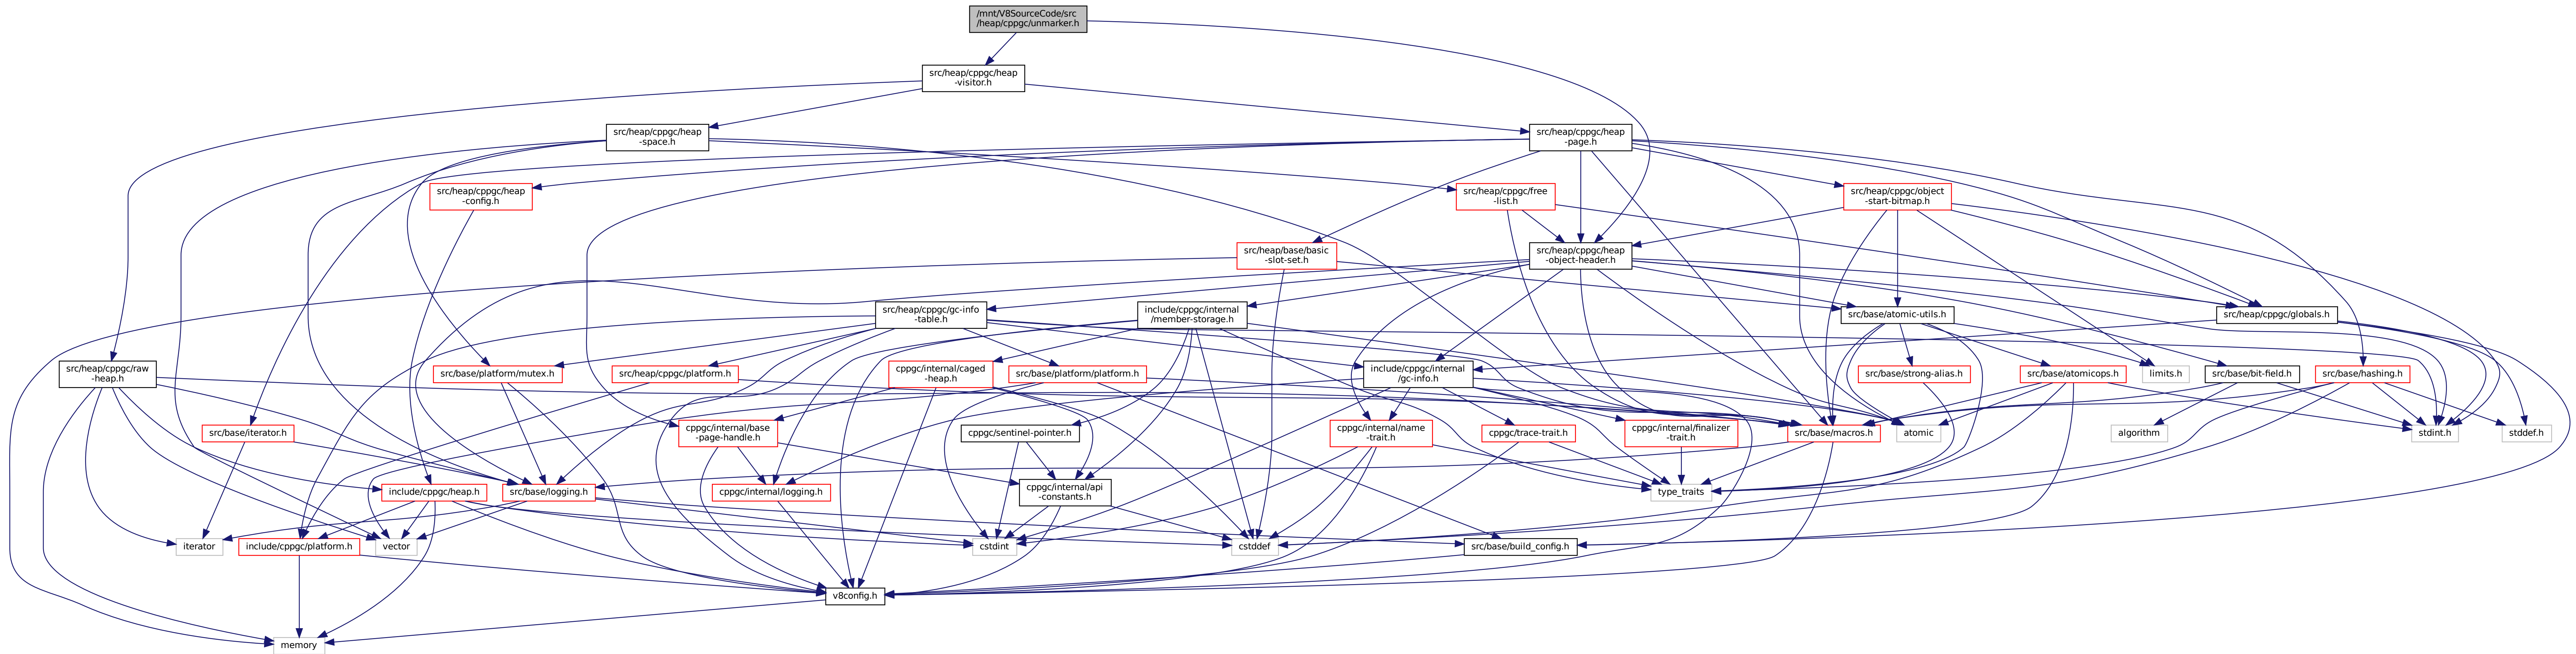 /mnt/V8SourceCode/src
/heap/cppgc/unmarker.h
src/heap/cppgc/heap
-visitor.h
src/heap/cppgc/heap
-space.h
src/heap/cppgc/heap
-page.h
src/heap/cppgc/heap
-config.h
src/heap/cppgc/free
-list.h
src/heap/cppgc/object
-start-bitmap.h
src/heap/base/basic
-slot-set.h
src/heap/cppgc/heap
-object-header.h
src/heap/cppgc/gc-info
-table.h
include/cppgc/internal
/member-storage.h
src/base/atomic-utils.h
src/heap/cppgc/globals.h
src/heap/cppgc/raw
-heap.h
src/base/platform/mutex.h
src/heap/cppgc/platform.h
cppgc/internal/caged
-heap.h
src/base/platform/platform.h
include/cppgc/internal
/gc-info.h
src/base/strong-alias.h
src/base/atomicops.h
limits.h
src/base/bit-field.h
src/base/hashing.h
src/base/iterator.h
cppgc/internal/base
-page-handle.h
cppgc/sentinel-pointer.h
cppgc/internal/name
-trait.h
cppgc/trace-trait.h
cppgc/internal/finalizer
-trait.h
src/base/macros.h
atomic
algorithm
stdint.h
stddef.h
include/cppgc/heap.h
src/base/logging.h
cppgc/internal/logging.h
cppgc/internal/api
-constants.h
type_traits
iterator
include/cppgc/platform.h
vector
cstdint
cstddef
src/base/build_config.h
v8config.h
memory